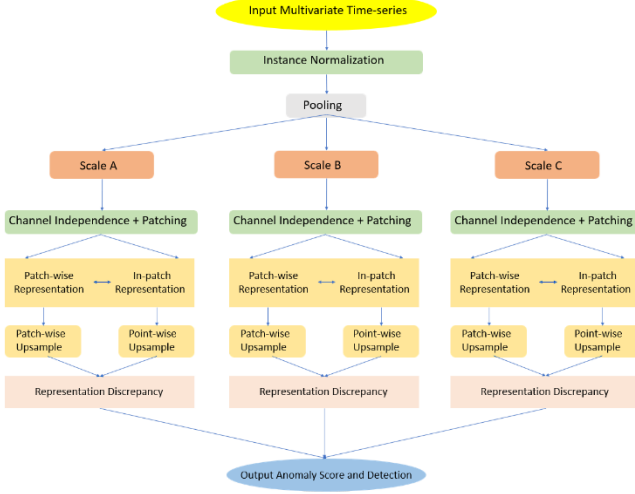 Input Multivariate Time-series
Instance Normalization
Pooling
Scale A
Scale B
Scale C
Channel Independence + Patching
Channel Independence + Patching
Channel Independence + Patching
Patch-wise
Representation
In-patch
Representation
Patch-wise
Representation
In-patch
Representation
Patch-wise
Representation
In-patch
Representation
Patch-wise
Upsample
Point-wise
Upsample
Patch-wise
Upsample
Point-wise
Upsample
Patch-wise
Upsample
Point-wise
Upsample
Representation Discrepancy
Representation Discrepancy
Representation Discrepancy
Output Anomaly Score and Detection